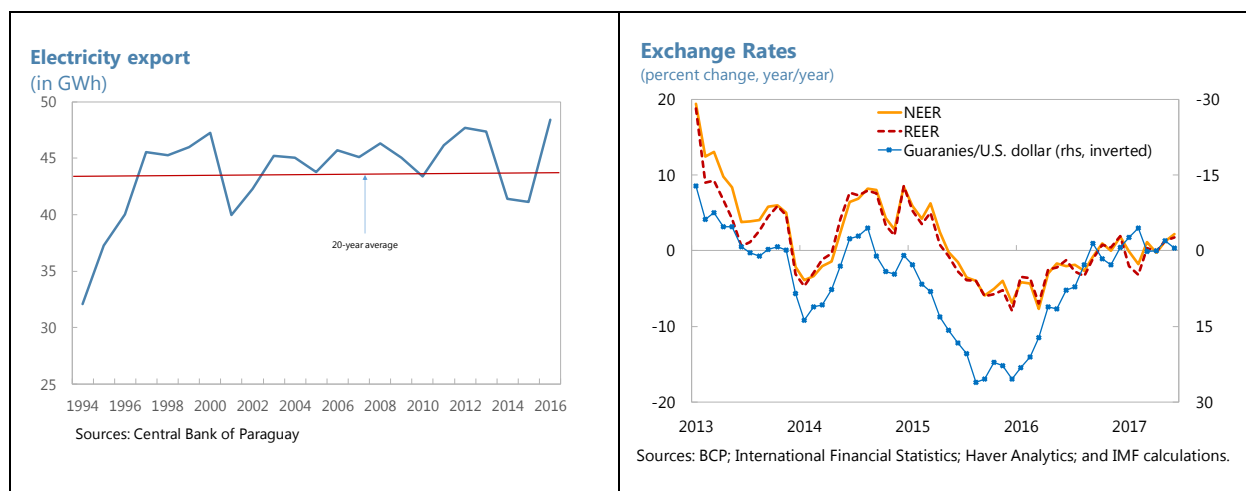 Electricity export
(in GWh)
50
45
40
35
30
25
20-year average
1994 1996 1998 2000 2002 2004 2006 2008 2010 2012 2014 2016
Sources: Central Bank of Paraguay
Exchange Rates
(percent change, year/year)
20
10
0
-10
-20
NEER
REER
Guaranies/U.S. dollar (rhs, inverted)
-30
-15
0
15
30
2013 2014 2015 2016 2017
Sources: BCP; International Financial Statistics; Haver Analytics; and IMF calculations.